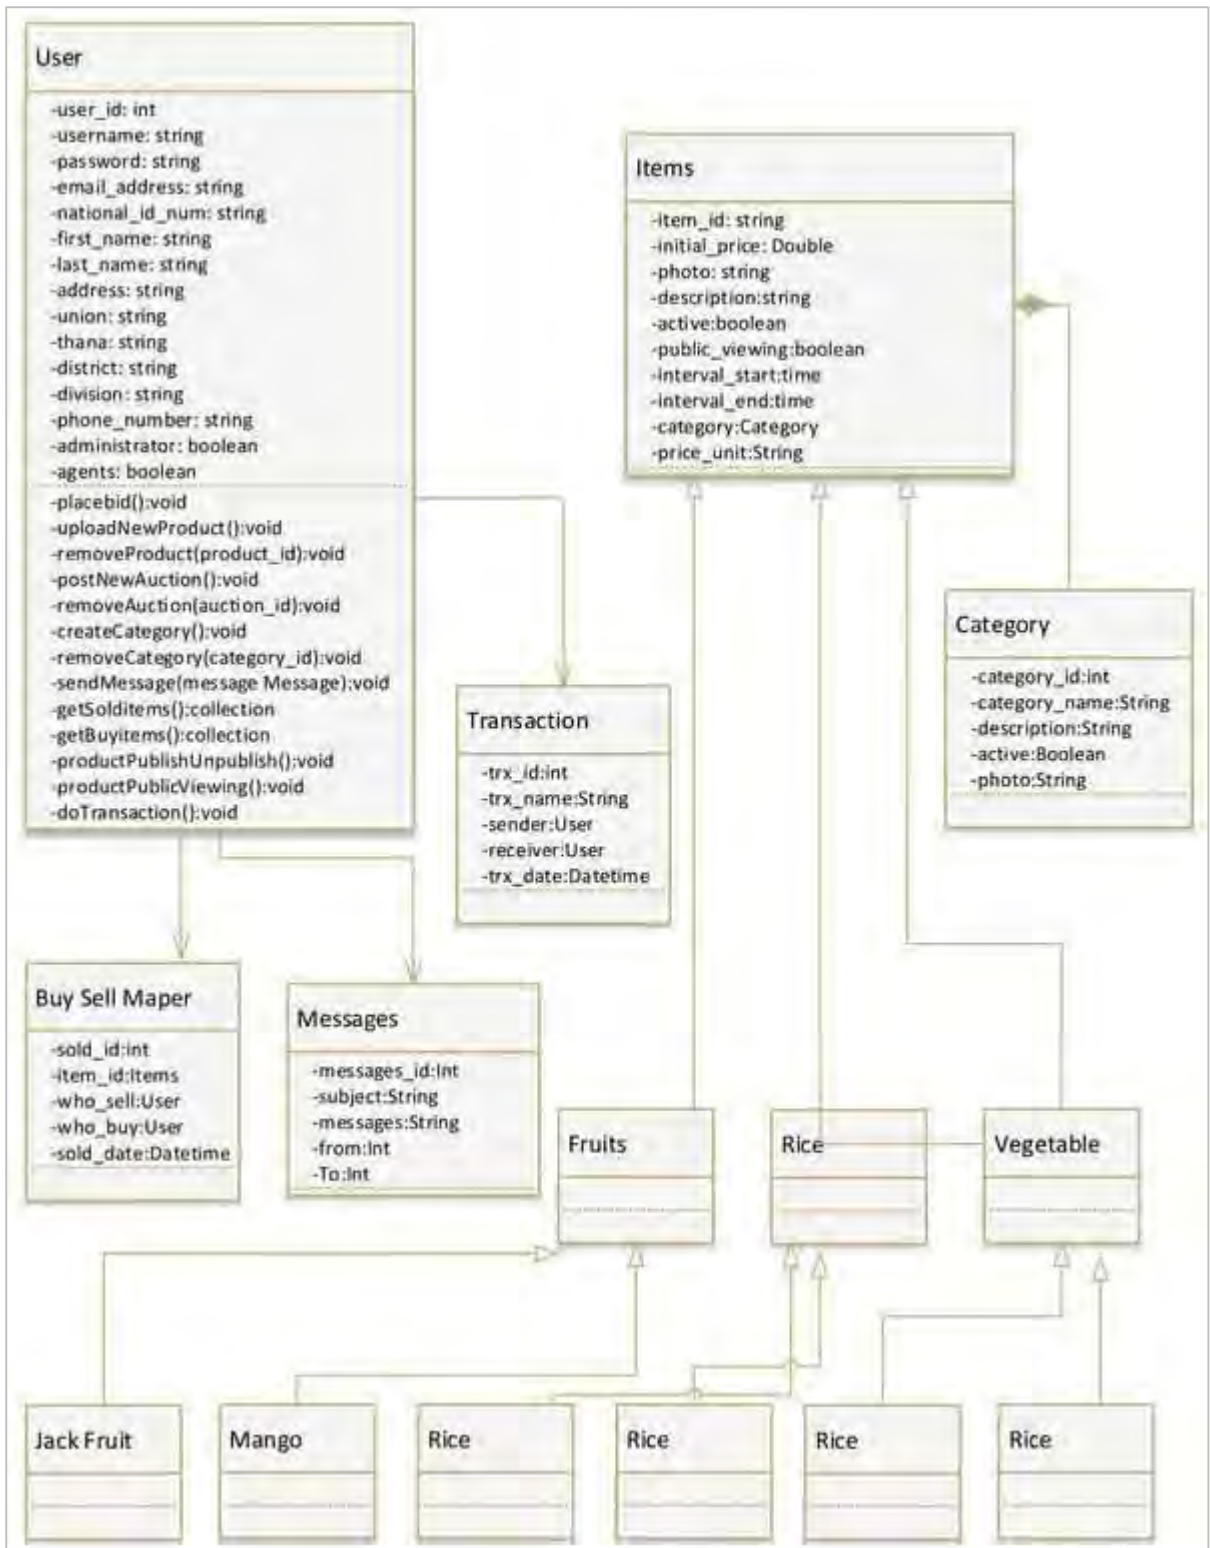 User
-user_id: int
-username: string
-password: string
-email_address: string
-national_id_num: string
-first_name: string
-last_name: string
-address: string
-union: string
-thana: string
-district: string
-division: string
-phone_number: string
-administrator: boolean
-agents: boolean
-placebid():void
-uploadNewProduct():void
-removeProduct(product_id):void
-postNewAuction():void
-removeAuction(auction_id):void
-createCategory():void
-removeCategory(category_id):void
-sendMessage(message Message):void
-getSolditems():collection
-getBuyitems():collection
-productPublishUnpublish():void
-productPublicViewing():void
-doTransaction():void
Items
-item_id: string
-initial_price: Double
-photo: string
-description:string
-active:boolean
-public_viewing:boolean
-interval_start:time
-interval_end:time
-category:Category
-price_unit:String
Category
-category_id:int
-category_name:String
-description:String
-active:Boolean
-photo:String
Transaction
-trx_id:int
-trx_name:String
-sender:User
-receiver:User
-trx_date:Datetime
Buy Sell Maper
-sold_id:int
-item_id:Items
-who_sell:User
-who_buy:User
-sold_date:Datetime
Messages
-messages_id:Int
-subject:String
-messages:String
-from:Int
-To:Int
Fruits
Rice
Vegetable
Jack Fruit
Mango
Rice
Rice
Rice
Rice